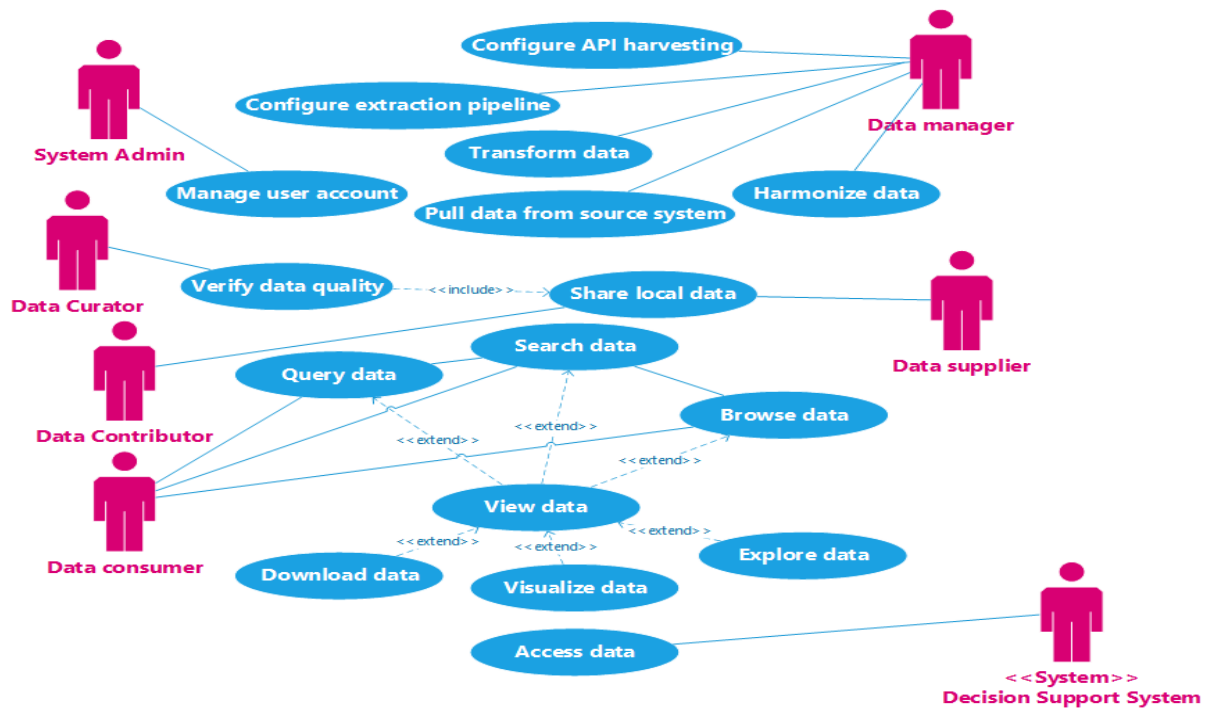 Configure API harvesting
Configure extraction pipeline
Data manager
System Admin
Transform data
Manage user account
Harmonize data
Pull data from source system
Verify data quality
<<include>>
Share local data
Data Curator
Search data
Data supplier
Query data
Browse data
Data Contributor
<<extend>>
<<extend>>
<<extend>>
View data
<<extend>>
<<extend>>
<<extend>>
Explore data
Data consumer
Download data
Visualize data
Access data
<<System>>
Decision Support System